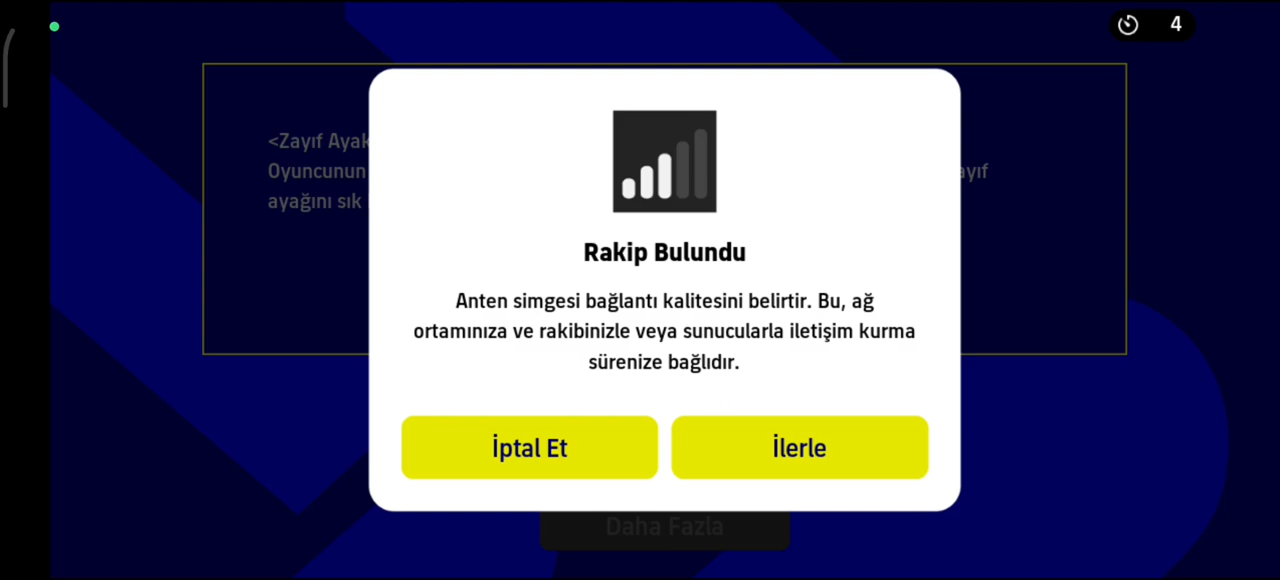 4
<Zayıf Ayak
Oyuncunun
ayıf
ayağını sık
Rakip Bulundu
Anten simgesi bağlantı kalitesini belirtir. Bu, ağ
ortamınıza ve rakibinizle veya sunucularla iletişim kurma
sürenize bağlıdır.
İptal Et
İlerle
Daha Fazla